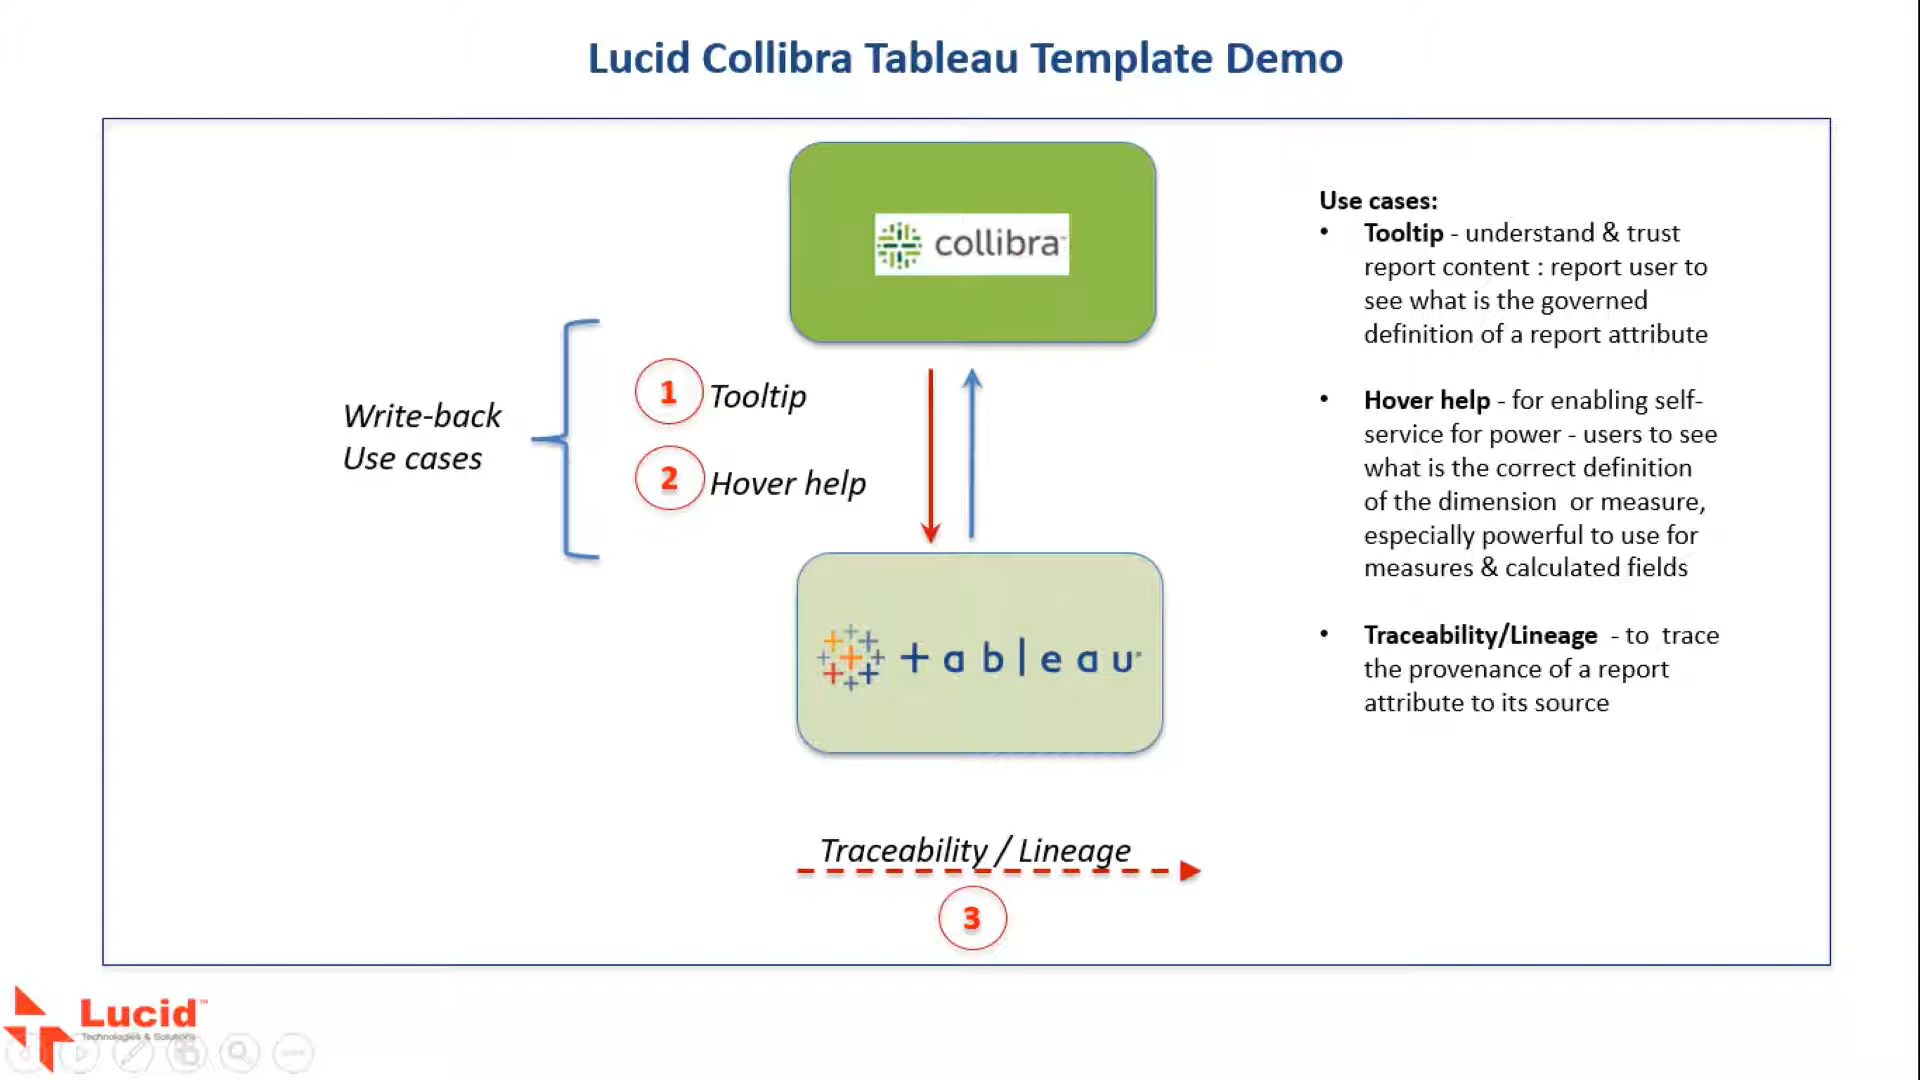 Lucid Collibra Tableau Template Demo
collibra
Write-back
Use cases
1 Tooltip
2 Hover help
tableau
Traceability / Lineage
3
Use cases:
• Tooltip - understand & trust
report content : report user to
see what is the governed
definition of a report attribute
• Hover help - for enabling self-
service for power - users to see
what is the correct definition
of the dimension or measure,
especially powerful to use for
measures & calculated fields
• Traceability/Lineage - to trace
the provenance of a report
attribute to its source
Lucid™
Technologies & Solutions